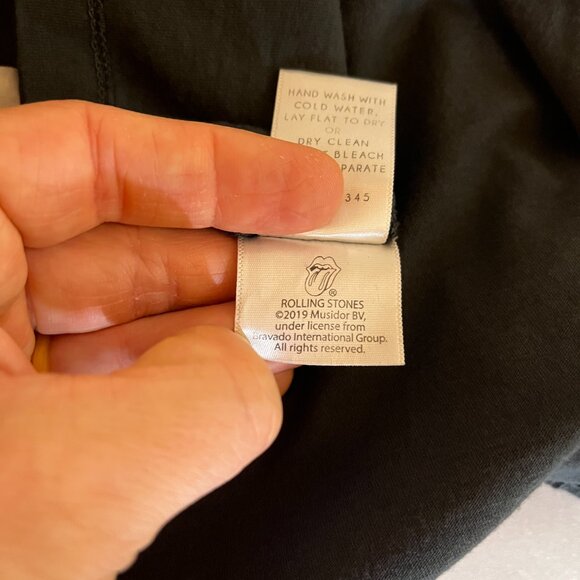 HAND WASH WITH
COLD WATER,
LAY FLAT TO DRY
OR
DRY CLEAN
BLEACH
345
®
ROLLING STONES
©2019 Musidor BV,
under license from
Bravado International Group.
All rights reserved.